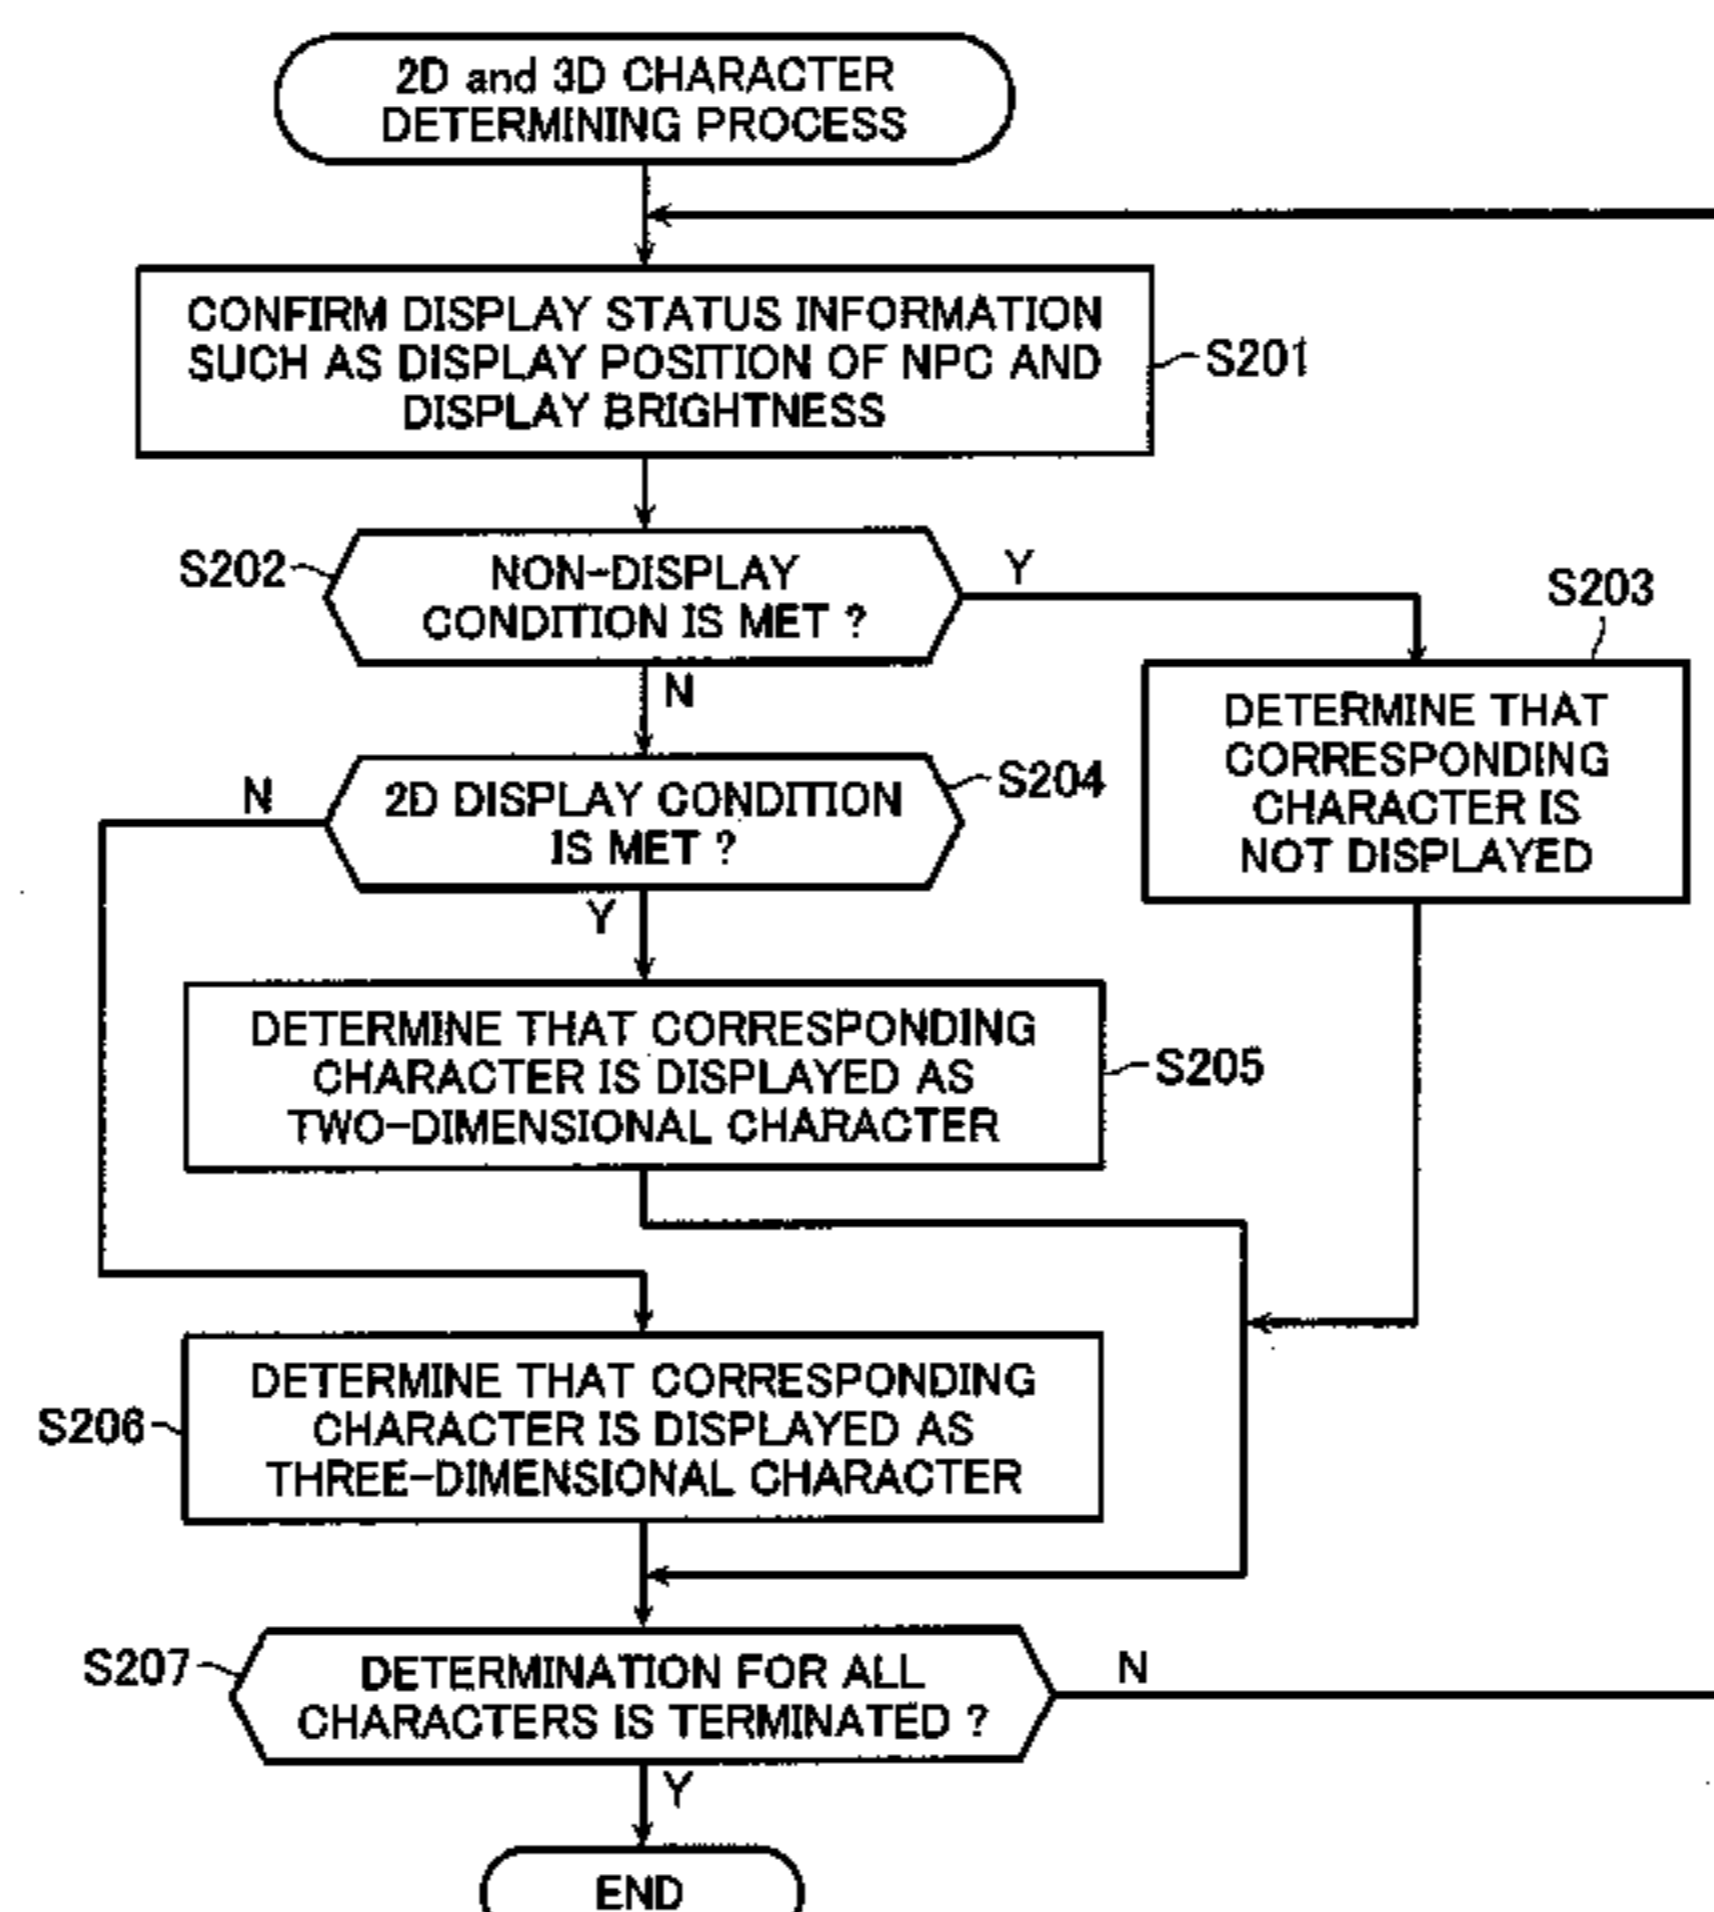 2D and 3D CHARACTER
DETERMINING PROCESS
CONFIRM DISPLAY STATUS INFORMATION
SUCH AS DISPLAY POSITION OF NPC AND
DISPLAY BRIGHTNESS
S201
S202
NON-DISPLAY
CONDITION IS MET ?
Y
S203
N
DETERMINE THAT
CORRESPONDING
CHARACTER IS
NOT DISPLAYED
N
2D DISPLAY CONDITION
IS MET ?
S204
Y
DETERMINE THAT CORRESPONDING
CHARACTER IS DISPLAYED AS
TWO-DIMENSIONAL CHARACTER
S205
S206
DETERMINE THAT CORRESPONDING
CHARACTER IS DISPLAYED AS
THREE-DIMENSIONAL CHARACTER
S207
DETERMINATION FOR ALL
CHARACTERS IS TERMINATED ?
N
Y
END